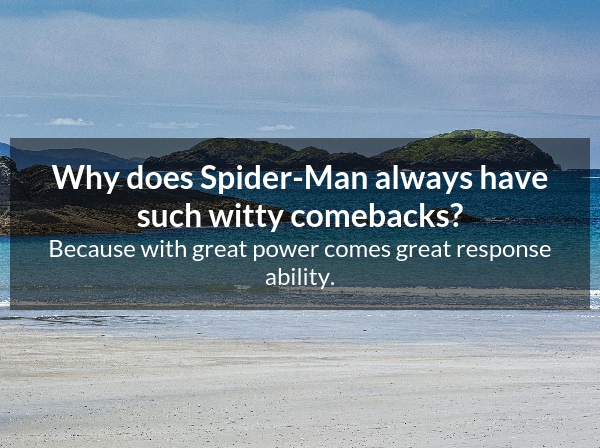 Why does Spider-Man always have
such witty comebacks?
Because with great power comes great response
ability.